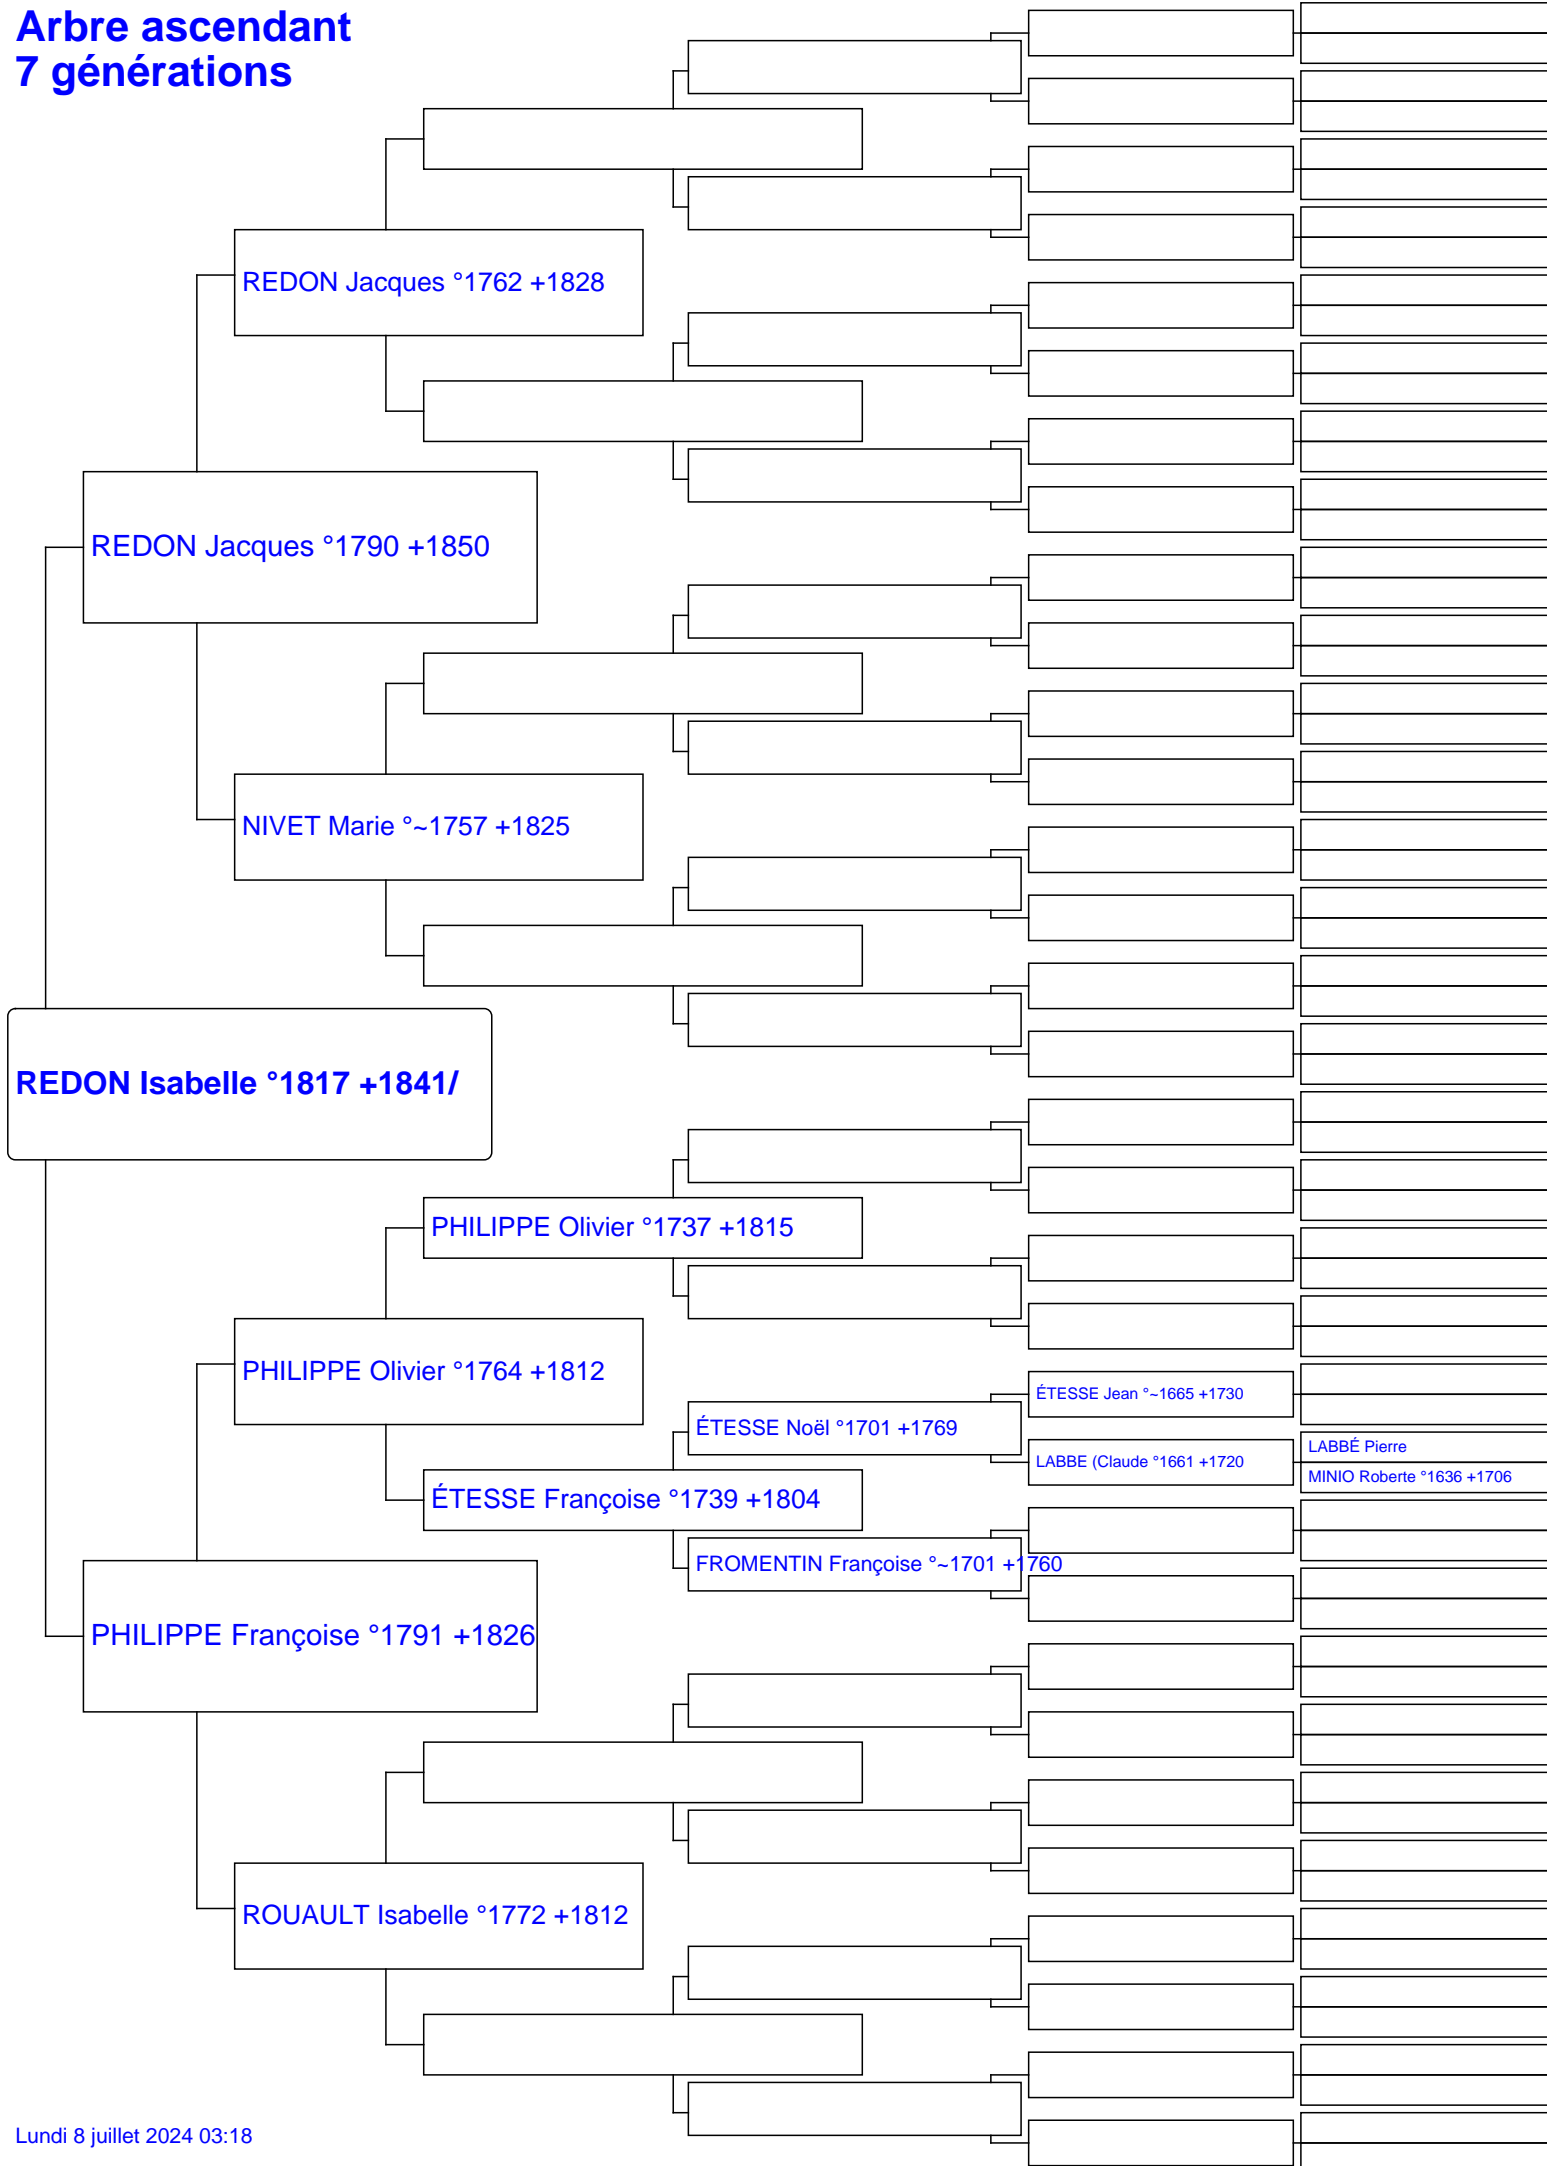 Arbre ascendant
7 générations
REDON Jacques °1762 +1828
REDON Jacques °1790 +1850
NIVET Marie °~1757 +1825
REDON Isabelle °1817 +1841/
PHILIPPE Olivier °1737 +1815
PHILIPPE Olivier °1764 +1812
ÉTESSE Jean °~1665 +1730
ÉTESSE Noël °1701 +1769
LABBÉ Pierre
LABBE (Claude °1661 +1720
MINIO Roberte °1636 +1706
ÉTESSE Françoise °1739 +1804
FROMENTIN Françoise °~1701 +1760
PHILIPPE Françoise °1791 +1826
ROUAULT Isabelle °1772 +1812
Lundi 8 juillet 2024 03:18